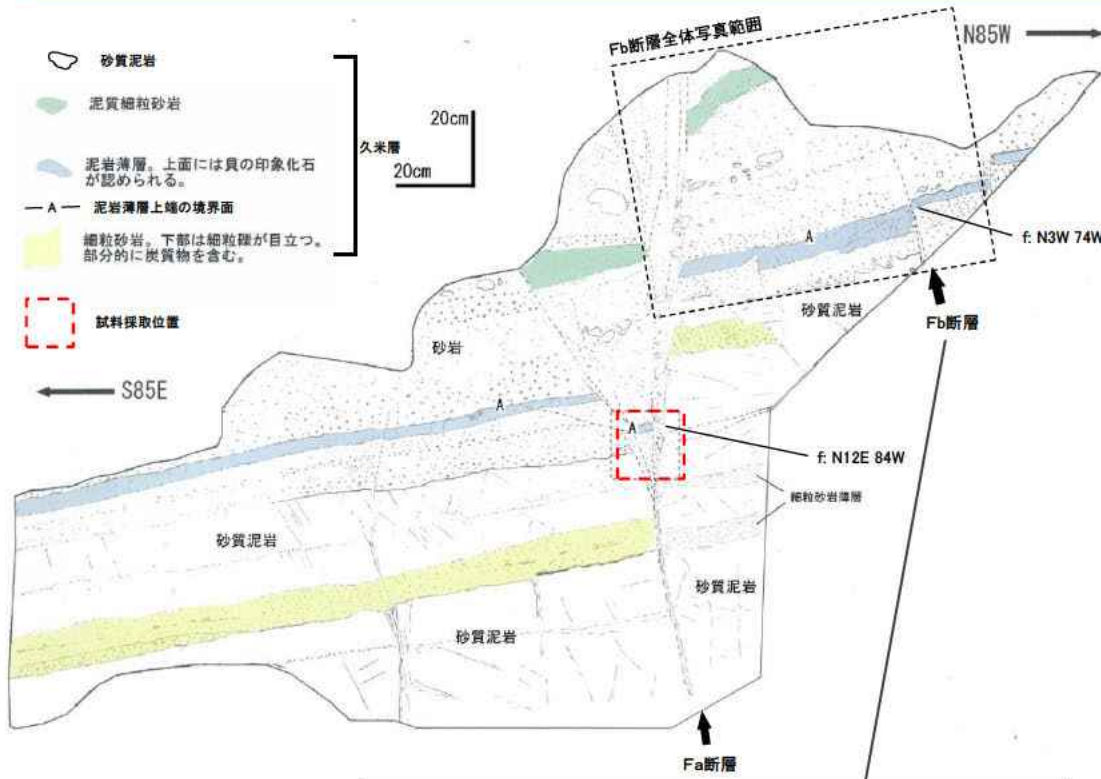 砂質泥岩
泥質細粒砂岩
泥岩薄層。上面には貝の印象化石
が認められる。
A 泥岩薄層上端の境界面
細粒砂岩。下部は細粒礫が目立つ。
部分的に炭質物を含む。
久米層
試料採取位置
20cm
20cm
Fb断層全体写真範囲
N85W
S85E
砂岩
A
A
A
f: N3W 74W
Fb断層
砂質泥岩
f: N12E 84W
細粒砂岩薄層
砂質泥岩
砂質泥岩
砂質泥岩
Fa断層